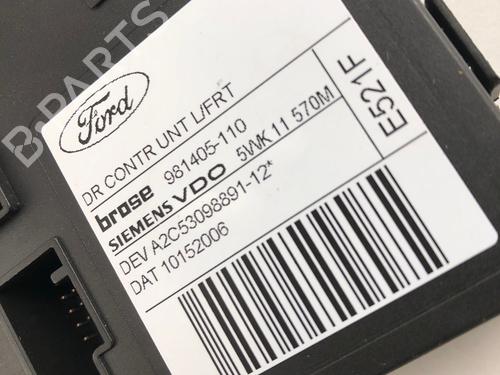 Ford
DR CONTR UNT L/FRT
brose 981405-110
SIEMENS VDO 5WK 11 570M
DEV A2C53098891-12*
DAT 10152006
E521F
B-PARTS